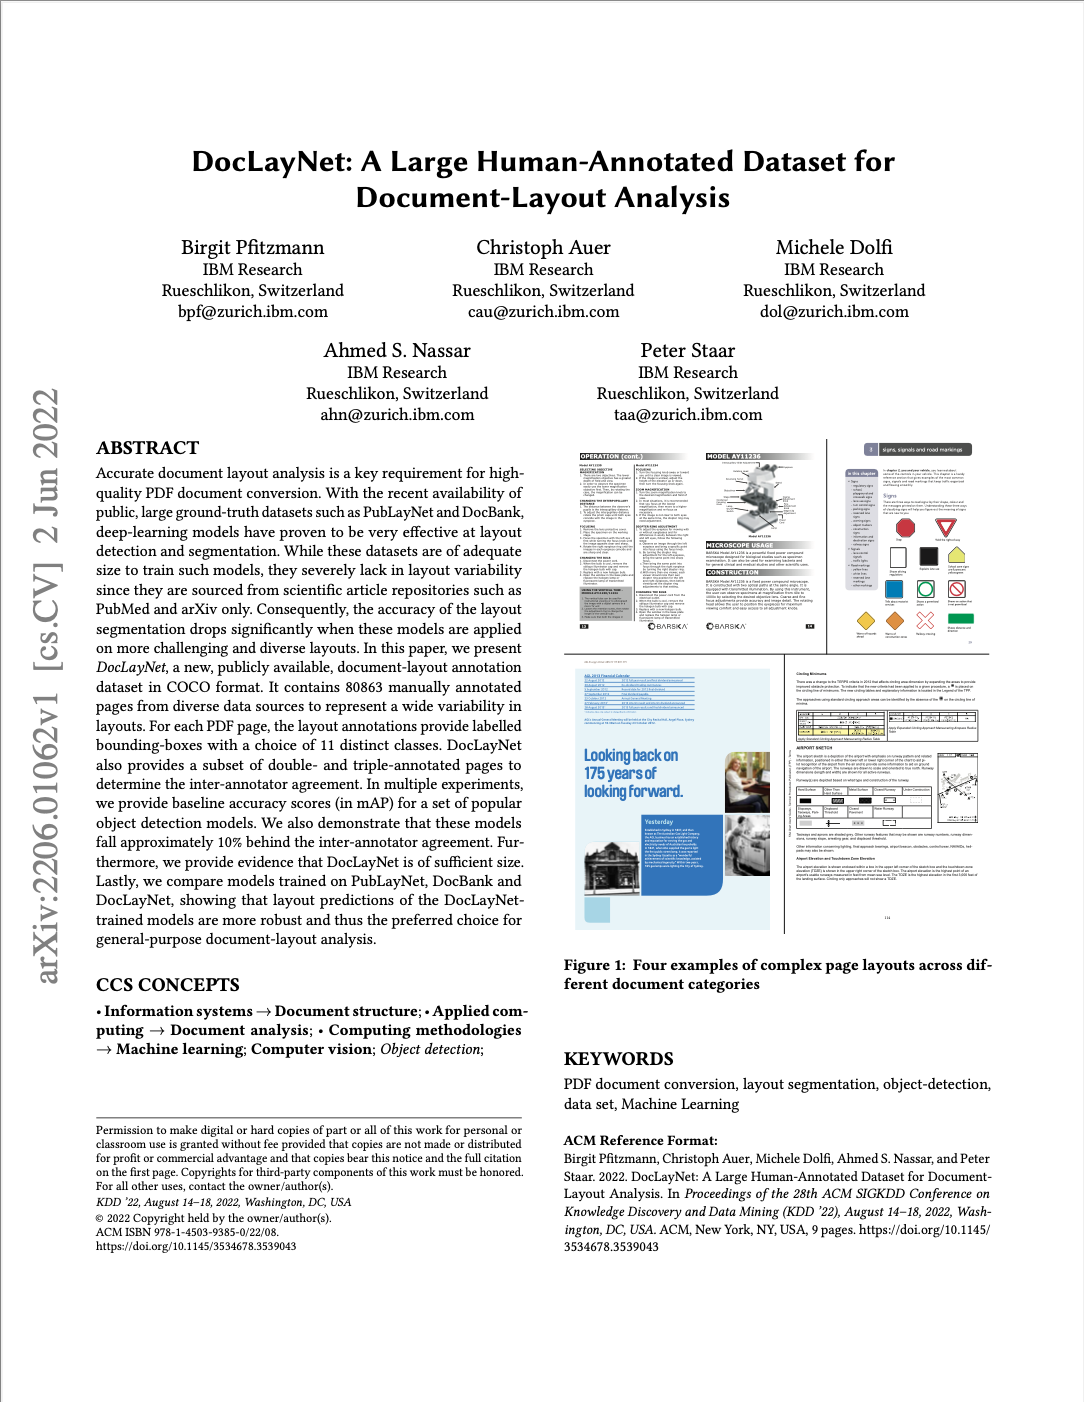 DocLayNet: A Large Human-Annotated Dataset for
Document-Layout Analysis
Birgit Pfitzmann
IBM Research
Rueschlikon, Switzerland
bpf@zurich.ibm.com
Christoph Auer
IBM Research
Rueschlikon, Switzerland
cau@zurich.ibm.com
Michele Dolfi
IBM Research
Rueschlikon, Switzerland
dol@zurich.ibm.com
Ahmed S. Nassar
IBM Research
Rueschlikon, Switzerland
ahn@zurich.ibm.com
Peter Staar
IBM Research
Rueschlikon, Switzerland
taa@zurich.ibm.com
arXiv:2206.01062v1 [cs.CV] 2 Jun 2022
ABSTRACT
Accurate document layout analysis is a key requirement for high-
quality PDF document conversion. With the recent availability of
public, large ground-truth datasets such as PubLayNet and DocBank,
deep-learning models have proven to be very effective at layout
detection and segmentation. While these datasets are of adequate
size to train such models, they severely lack in layout variability
since they are sourced from scientific article repositories such as
PubMed and arXiv only. Consequently, the accuracy of the layout
segmentation drops significantly when these models are applied
on more challenging and diverse layouts. In this paper, we present
DocLayNet, a new, publicly available, document-layout annotation
dataset in COCO format. It contains 80863 manually annotated
pages from diverse data sources to represent a wide variability in
layouts. For each PDF page, the layout annotations provide labelled
bounding-boxes with a choice of 11 distinct classes. DocLayNet
also provides a subset of double- and triple-annotated pages to
determine the inter-annotator agreement. In multiple experiments,
we provide baseline accuracy scores (in mAP) for a set of popular
object detection models. We also demonstrate that these models
fall approximately 10% behind the inter-annotator agreement. Fur-
thermore, we provide evidence that DocLayNet is of sufficient size.
Lastly, we compare models trained on PubLayNet, DocBank and
DocLayNet, showing that layout predictions of the DocLayNet-
trained models are more robust and thus the preferred choice for
general-purpose document-layout analysis.
CCS CONCEPTS
• Information systems → Document structure; • Applied com-
puting → Document analysis; • Computing methodologies
→ Machine learning; Computer vision; Object detection;
Permission to make digital or hard copies of part or all of this work for personal or
classroom use is granted without fee provided that copies are not made or distributed
for profit or commercial advantage and that copies bear this notice and the full citation
on the first page. Copyrights for third-party components of this work must be honored.
For all other uses, contact the owner/author(s).
KDD '22, August 14–18, 2022, Washington, DC, USA
© 2022 Copyright held by the owner/author(s).
ACM ISBN 978-1-4503-9385-0/22/08.
https://doi.org/10.1145/3534678.3539043
OPERATION (cont.)
MODEL AY11236
MICROSCOPE USAGE
CONSTRUCTION
BARSKA
BARSKA
3 signs, signals and road markings
Signs
Looking back on
175 years of
looking forward.
Yesterday
Circling Minimums
AIRPORT SKETCH
Airport Elevation and Touchdown Zone Elevation
114
Figure 1: Four examples of complex page layouts across dif-
ferent document categories
KEYWORDS
PDF document conversion, layout segmentation, object-detection,
data set, Machine Learning
ACM Reference Format:
Birgit Pfitzmann, Christoph Auer, Michele Dolfi, Ahmed S. Nassar, and Peter
Staar. 2022. DocLayNet: A Large Human-Annotated Dataset for Document-
Layout Analysis. In Proceedings of the 28th ACM SIGKDD Conference on
Knowledge Discovery and Data Mining (KDD '22), August 14–18, 2022, Wash-
ington, DC, USA. ACM, New York, NY, USA, 9 pages. https://doi.org/10.1145/
3534678.3539043